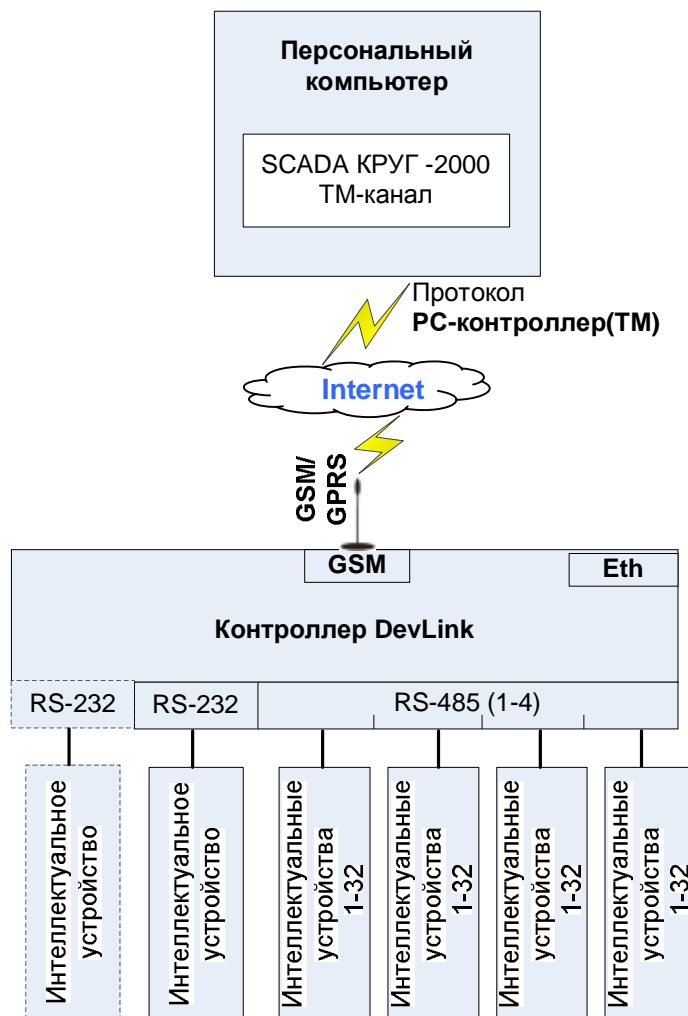 Персональный
компьютер
SCADA КРУГ -2000
ТМ-канал
Протокол
РС-контроллер(ТМ)
Internet
GSM/
GPRS
GSM
Eth
Контроллер DevLink
RS-232
RS-232
RS-485 (1-4)
Интеллектуальное
устройство
Интеллектуальное
устройство
Интеллектуальные
устройства
1-32
Интеллектуальные
устройства
1-32
Интеллектуальные
устройства
1-32
Интеллектуальные
устройства
1-32